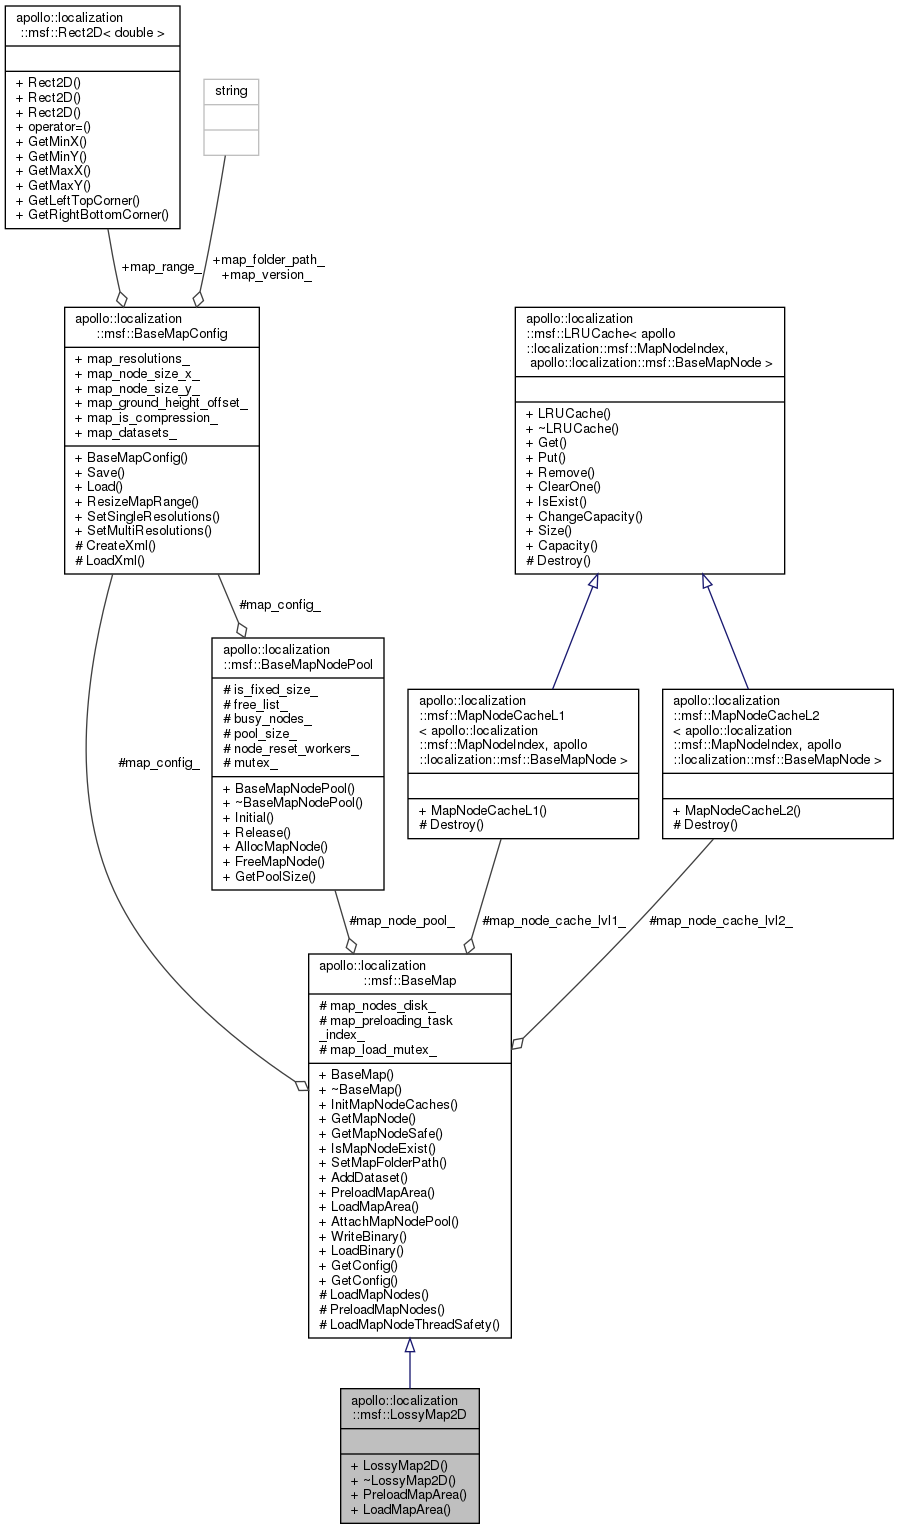 apollo::localization
::msf::Rect2D< double >
+ Rect2D()
+ Rect2D()
+ Rect2D()
+ operator=()
+ GetMinX()
+ GetMinY()
+ GetMaxX()
+ GetMaxY()
+ GetLeftTopCorner()
+ GetRightBottomCorner()
string
+map_range_
+map_folder_path_
+map_version_
apollo::localization
::msf::BaseMapConfig
+ map_resolutions_
+ map_node_size_x_
+ map_node_size_y_
+ map_ground_height_offset_
+ map_is_compression_
+ map_datasets_
+ BaseMapConfig()
+ Save()
+ Load()
+ ResizeMapRange()
+ SetSingleResolutions()
+ SetMultiResolutions()
# CreateXml()
# LoadXml()
apollo::localization
::msf::LRUCache< apollo
::localization::msf::MapNodeIndex,
apollo::localization::msf::BaseMapNode >
+ LRUCache()
+ ~LRUCache()
+ Get()
+ Put()
+ Remove()
+ ClearOne()
+ IsExist()
+ ChangeCapacity()
+ Size()
+ Capacity()
# Destroy()
#map_config_
apollo::localization
::msf::BaseMapNodePool
# is_fixed_size_
# free_list_
# busy_nodes_
# pool_size_
# node_reset_workers_
# mutex_
+ BaseMapNodePool()
+ ~BaseMapNodePool()
+ Initial()
+ Release()
+ AllocMapNode()
+ FreeMapNode()
+ GetPoolSize()
apollo::localization
::msf::MapNodeCacheL1
< apollo::localization
::msf::MapNodeIndex, apollo
::localization::msf::BaseMapNode >
+ MapNodeCacheL1()
# Destroy()
apollo::localization
::msf::MapNodeCacheL2
< apollo::localization
::msf::MapNodeIndex, apollo
::localization::msf::BaseMapNode >
+ MapNodeCacheL2()
# Destroy()
#map_config_
#map_node_pool_
#map_node_cache_lvl1_
#map_node_cache_lvl2_
apollo::localization
::msf::BaseMap
# map_nodes_disk_
# map_preloading_task
_index_
# map_load_mutex_
+ BaseMap()
+ ~BaseMap()
+ InitMapNodeCaches()
+ GetMapNode()
+ GetMapNodeSafe()
+ IsMapNodeExist()
+ SetMapFolderPath()
+ AddDataset()
+ PreloadMapArea()
+ LoadMapArea()
+ AttachMapNodePool()
+ WriteBinary()
+ LoadBinary()
+ GetConfig()
+ GetConfig()
# LoadMapNodes()
# PreloadMapNodes()
# LoadMapNodeThreadSafety()
apollo::localization
::msf::LossyMap2D
+ LossyMap2D()
+ ~LossyMap2D()
+ PreloadMapArea()
+ LoadMapArea()